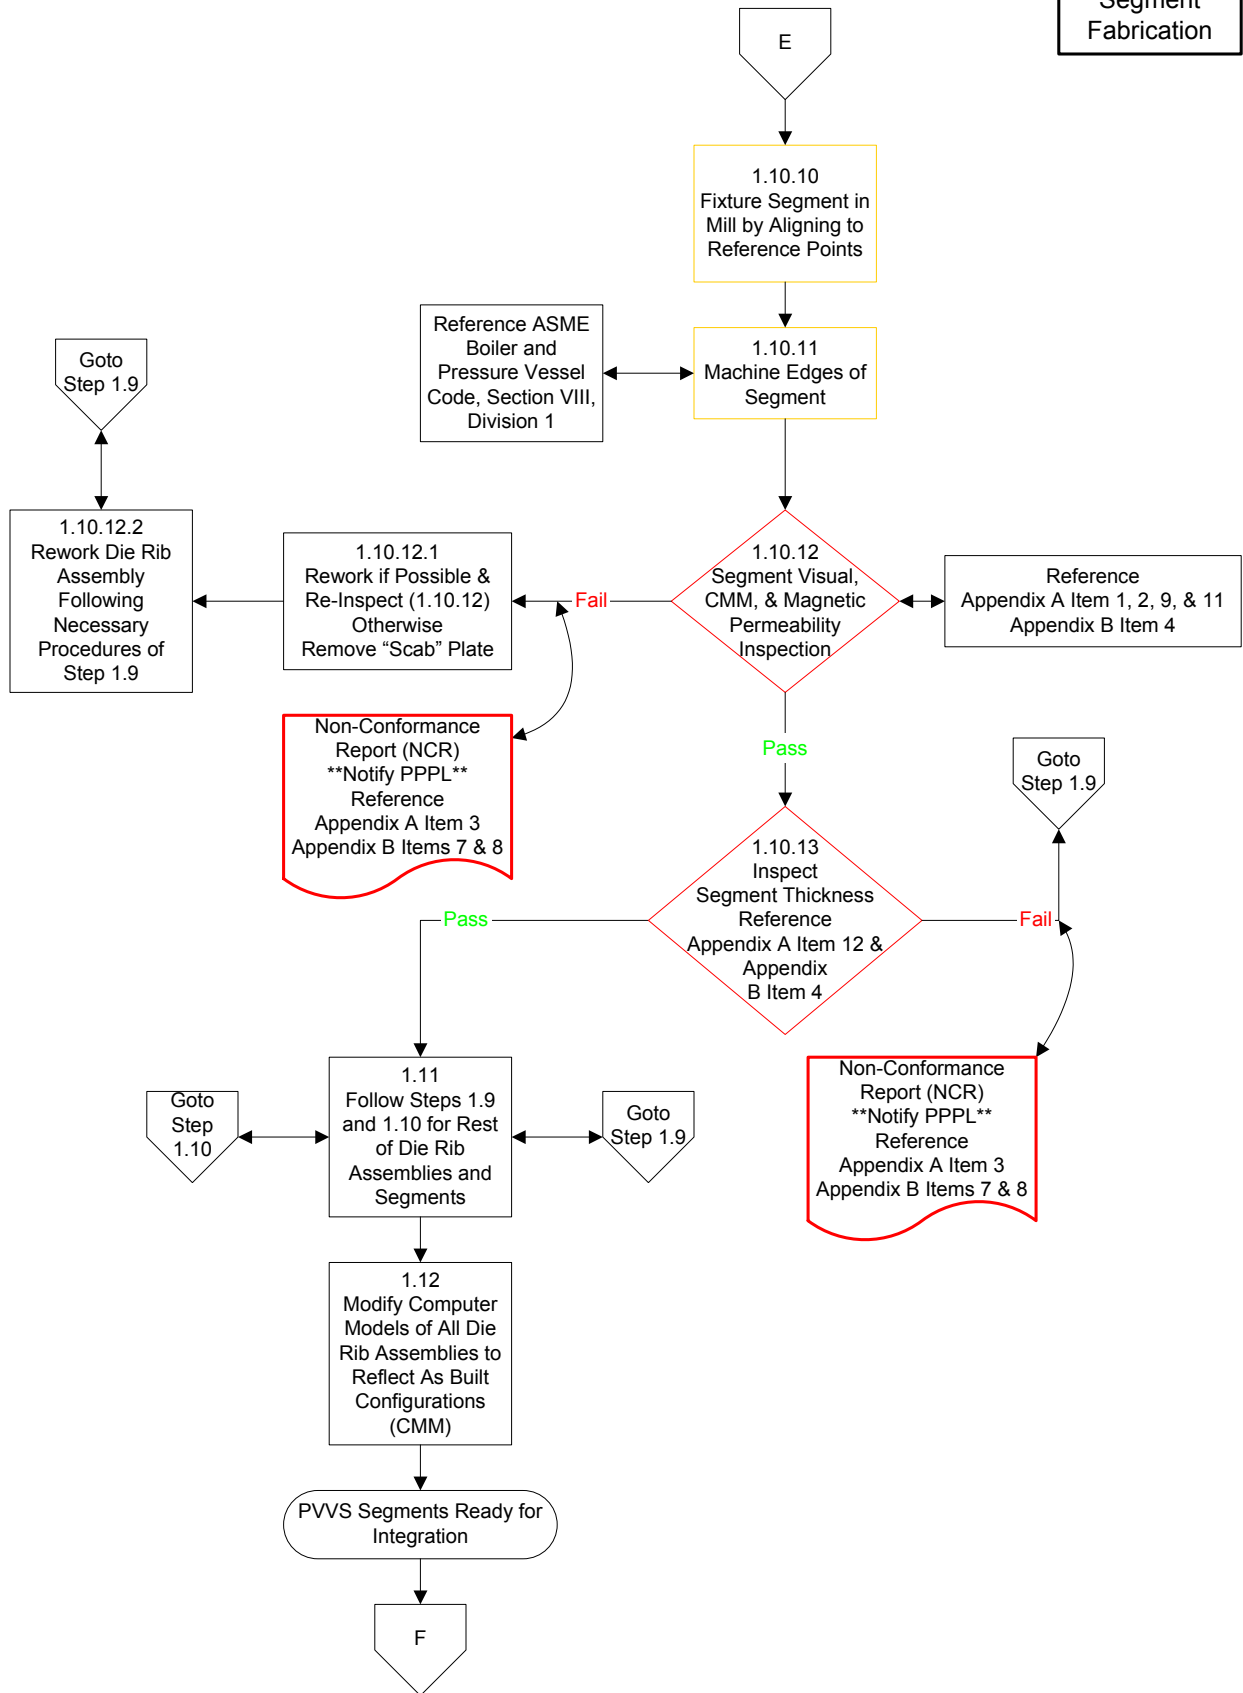 Segment
Fabrication
E
1.10.10
Fixture Segment in
Mill by Aligning to
Reference Points
Reference ASME
Boiler and
Pressure Vessel
Code, Section VIII,
Division 1
1.10.11
Machine Edges of
Segment
Goto
Step 1.9
1.10.12.2
Rework Die Rib
Assembly
Following
Necessary
Procedures of
Step 1.9
1.10.12.1
Rework if Possible &
Re-Inspect (1.10.12)
Otherwise
Remove “Scab” Plate
Fail
1.10.12
Segment Visual,
CMM, & Magnetic
Permeability
Inspection
Reference
Appendix A Item 1, 2, 9, & 11
Appendix B Item 4
Non-Conformance
Report (NCR)
**Notify PPPL**
Reference
Appendix A Item 3
Appendix B Items 7 & 8
Pass
Goto
Step 1.9
1.10.13
Inspect
Segment Thickness
Reference
Appendix A Item 12 &
Appendix
B Item 4
Pass
Fail
Non-Conformance
Report (NCR)
**Notify PPPL**
Reference
Appendix A Item 3
Appendix B Items 7 & 8
Goto
Step
1.10
1.11
Follow Steps 1.9
and 1.10 for Rest
of Die Rib
Assemblies and
Segments
Goto
Step 1.9
1.12
Modify Computer
Models of All Die
Rib Assemblies to
Reflect As Built
Configurations
(CMM)
PVVS Segments Ready for
Integration
F